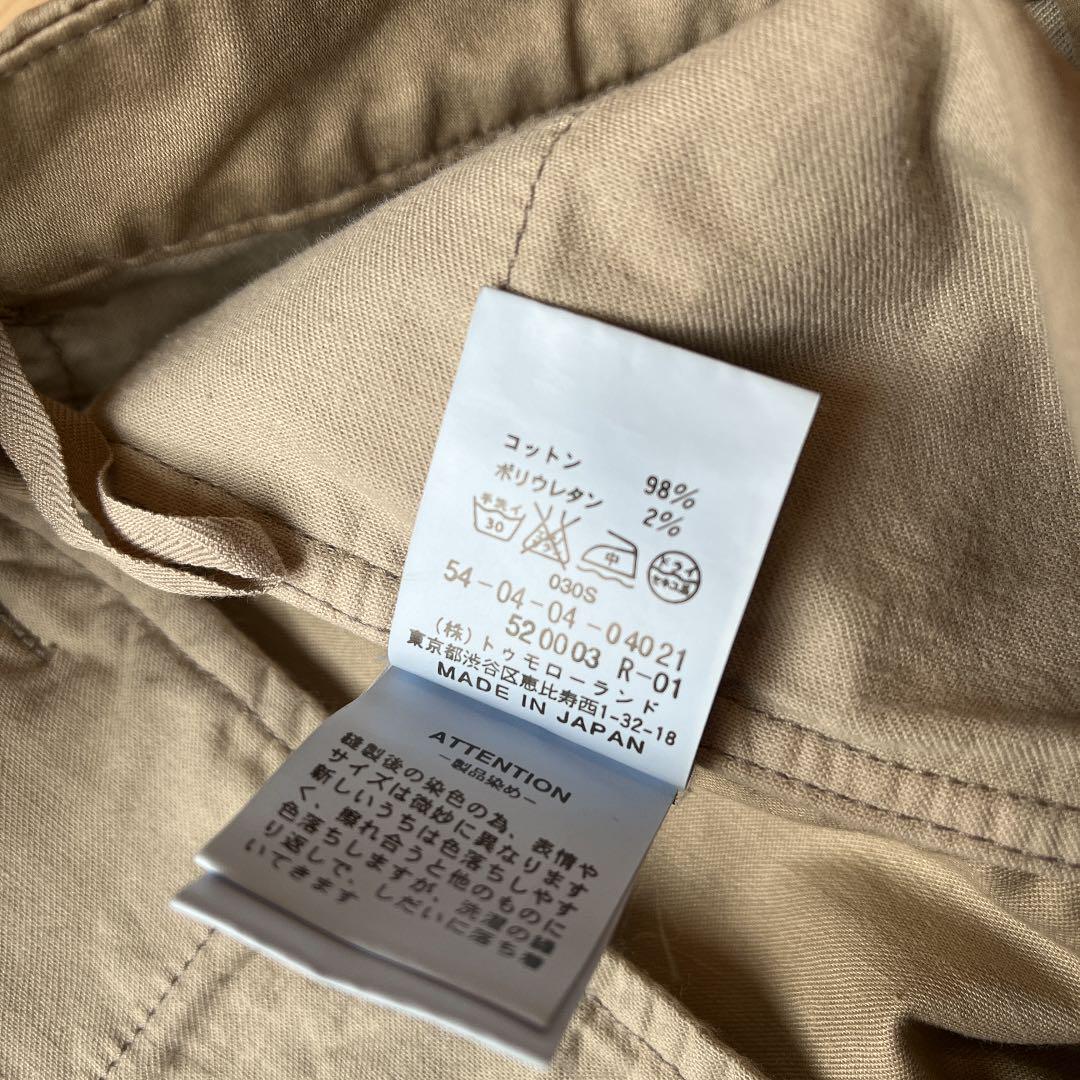 コットン 98%
ポリウレタン 2%
手洗イ 30 エンソサラシ 中 ドライ セキユ系
030S
54-04-04-04021
520003 R-01
(株)トゥモローランド
東京都渋谷区恵比寿西1-32-18
MADE IN JAPAN
ATTENTION
—製品染め—
縫製後の染色の為、表情や
サイズは微妙に異なります
新しいうちは色落ちしやす
く、擦れ合うと他のものに
色落ちしますが、洗濯の繰
り返しで、しだいに落ち着
いてきます